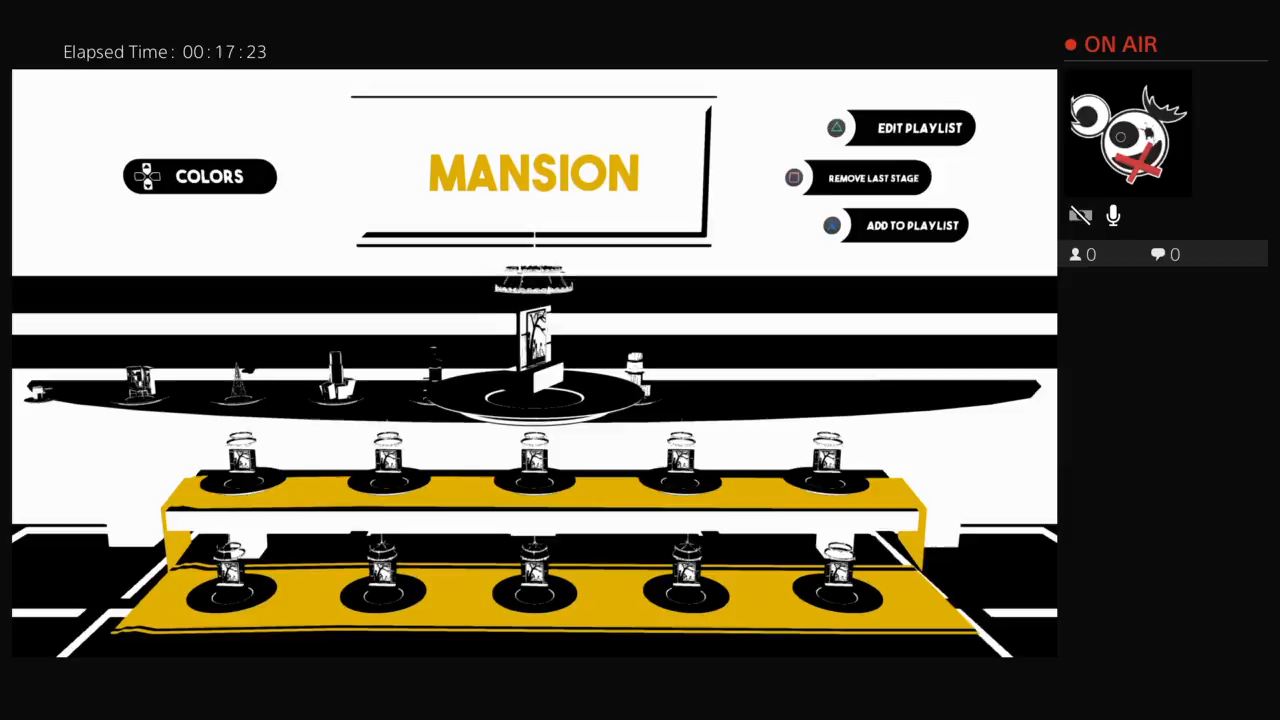 Elapsed Time: 00:17:23
ON AIR
COLORS
MANSION
EDIT PLAYLIST
REMOVE LAST STAGE
ADD TO PLAYLIST
0
0